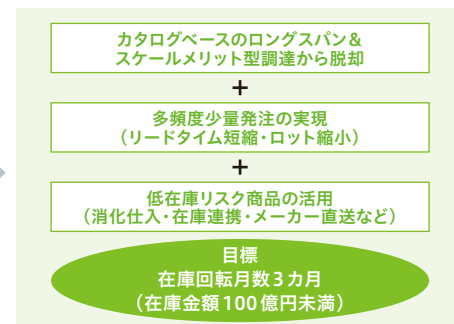 カタログベースのロングスパン＆
スケールメリット型調達から脱却
＋
多頻度少量発注の実現
（リードタイム短縮・ロット縮小）
＋
低在庫リスク商品の活用
（消化仕入・在庫連携・メーカー直送など）
目標
在庫回転月数3カ月
（在庫金額100億円未満）